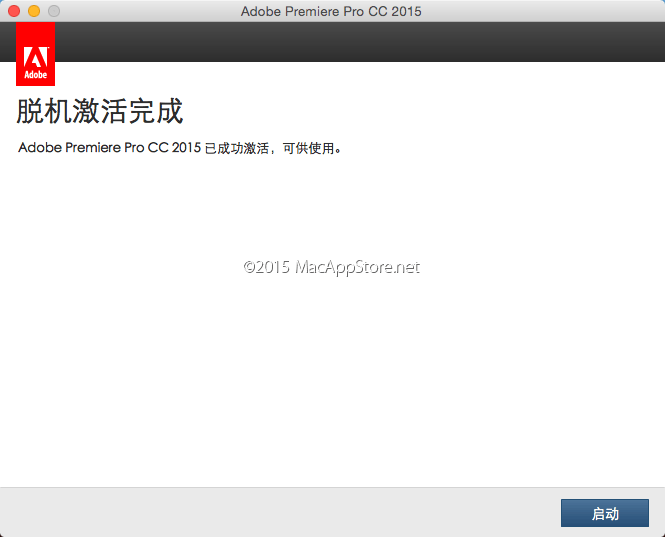 Adobe Premiere Pro CC 2015
Adobe
脱机激活完成
Adobe Premiere Pro CC 2015 已成功激活，可供使用。
©2015 MacAppStore.net
启动